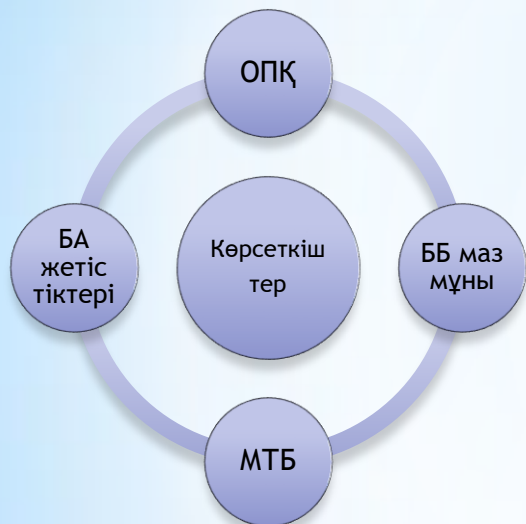 ОПҚ
БА
жетіс
тіктері
Көрсеткіш
тер
ББ маз
мұны
МТБ